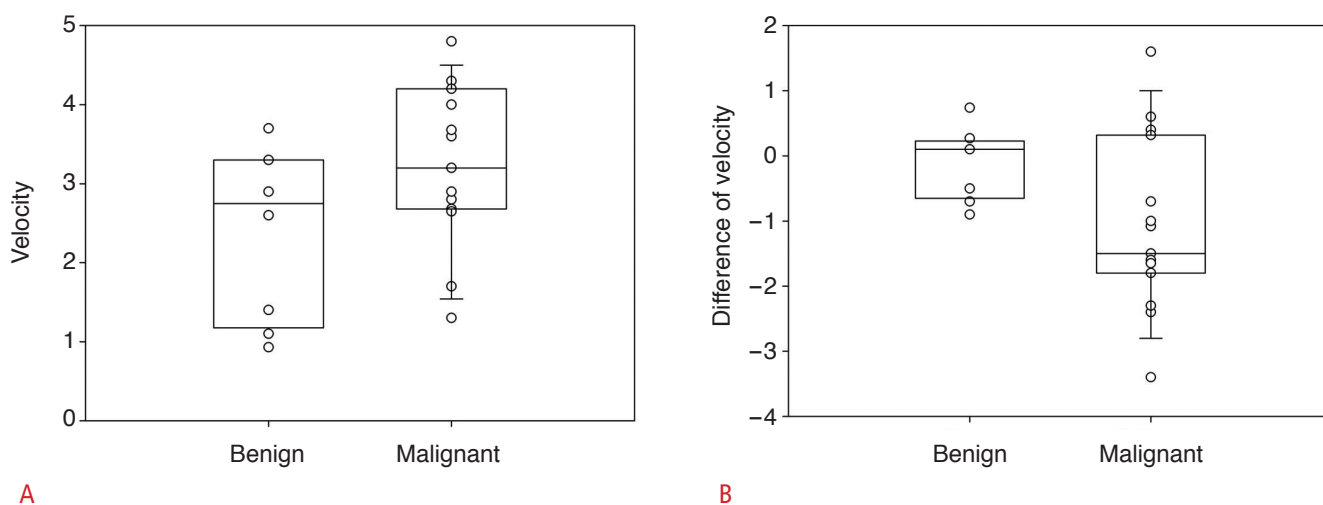 5
4
3
2
1
0
Velocity
Benign Malignant
A
2
1
0
−1
−2
−3
−4
Difference of velocity
Benign Malignant
B